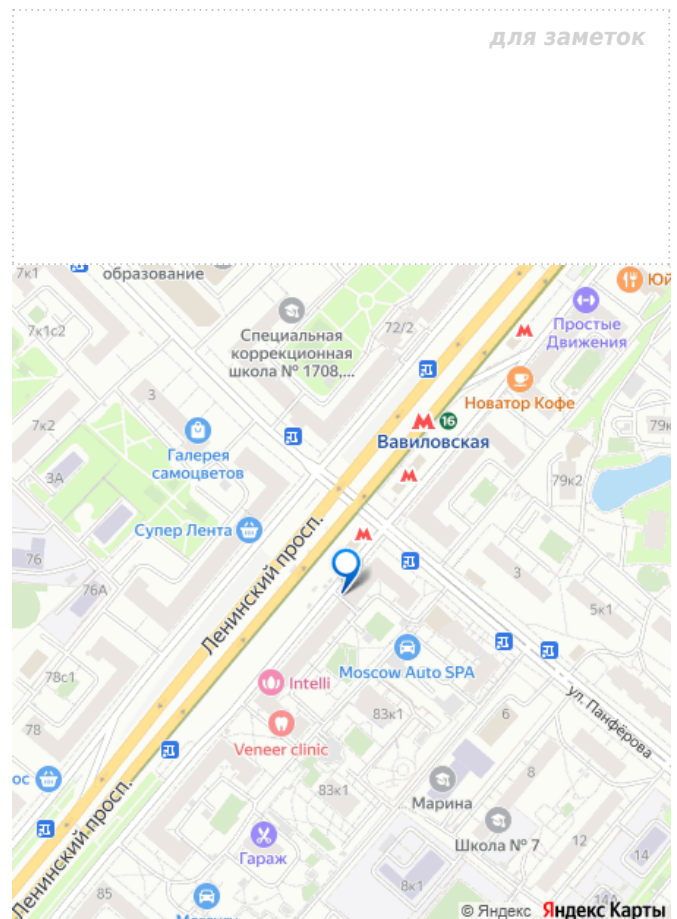 для заметок
7к1
образование
Юй
Простые
Движения
7к1с2
Специальная
коррекционная
школа № 1708,...
72/2
3
Новатор Кофе
7к2
16
Вавиловская
79к
Галерея
самоцветов
3А
79к2
Супер Лента
Ленинский просп.
76
3
76А
5к1
Moscow Auto SPA
78с1
Intelli
83к1
6
ул. Панфёрова
78
Veneer clinic
ос
8
83к1
Марина
Ленинский просп.
Школа № 7
12
Гараж
14
85
8к1
14А
© Яндекс Яндекс Карты